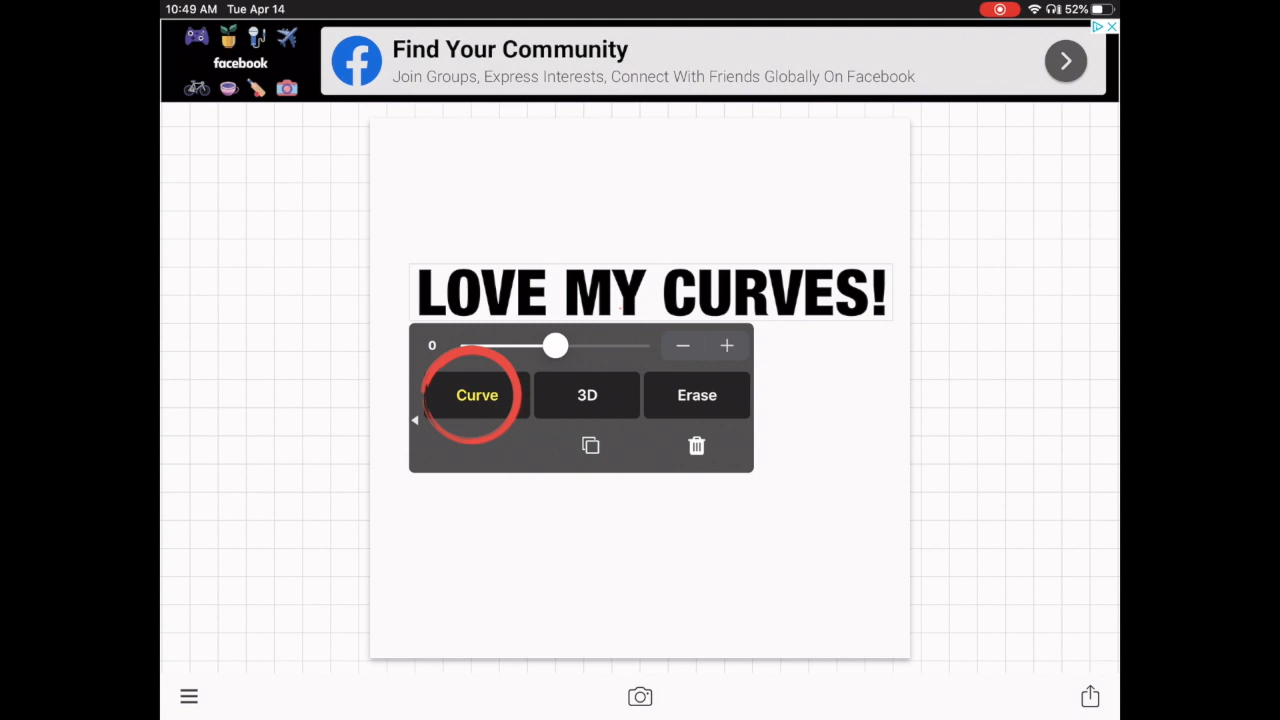 10:49 AM Tue Apr 14
52%
facebook
Find Your Community
Join Groups, Express Interests, Connect With Friends Globally On Facebook
LOVE MY CURVES!
0
Curve 3D Erase